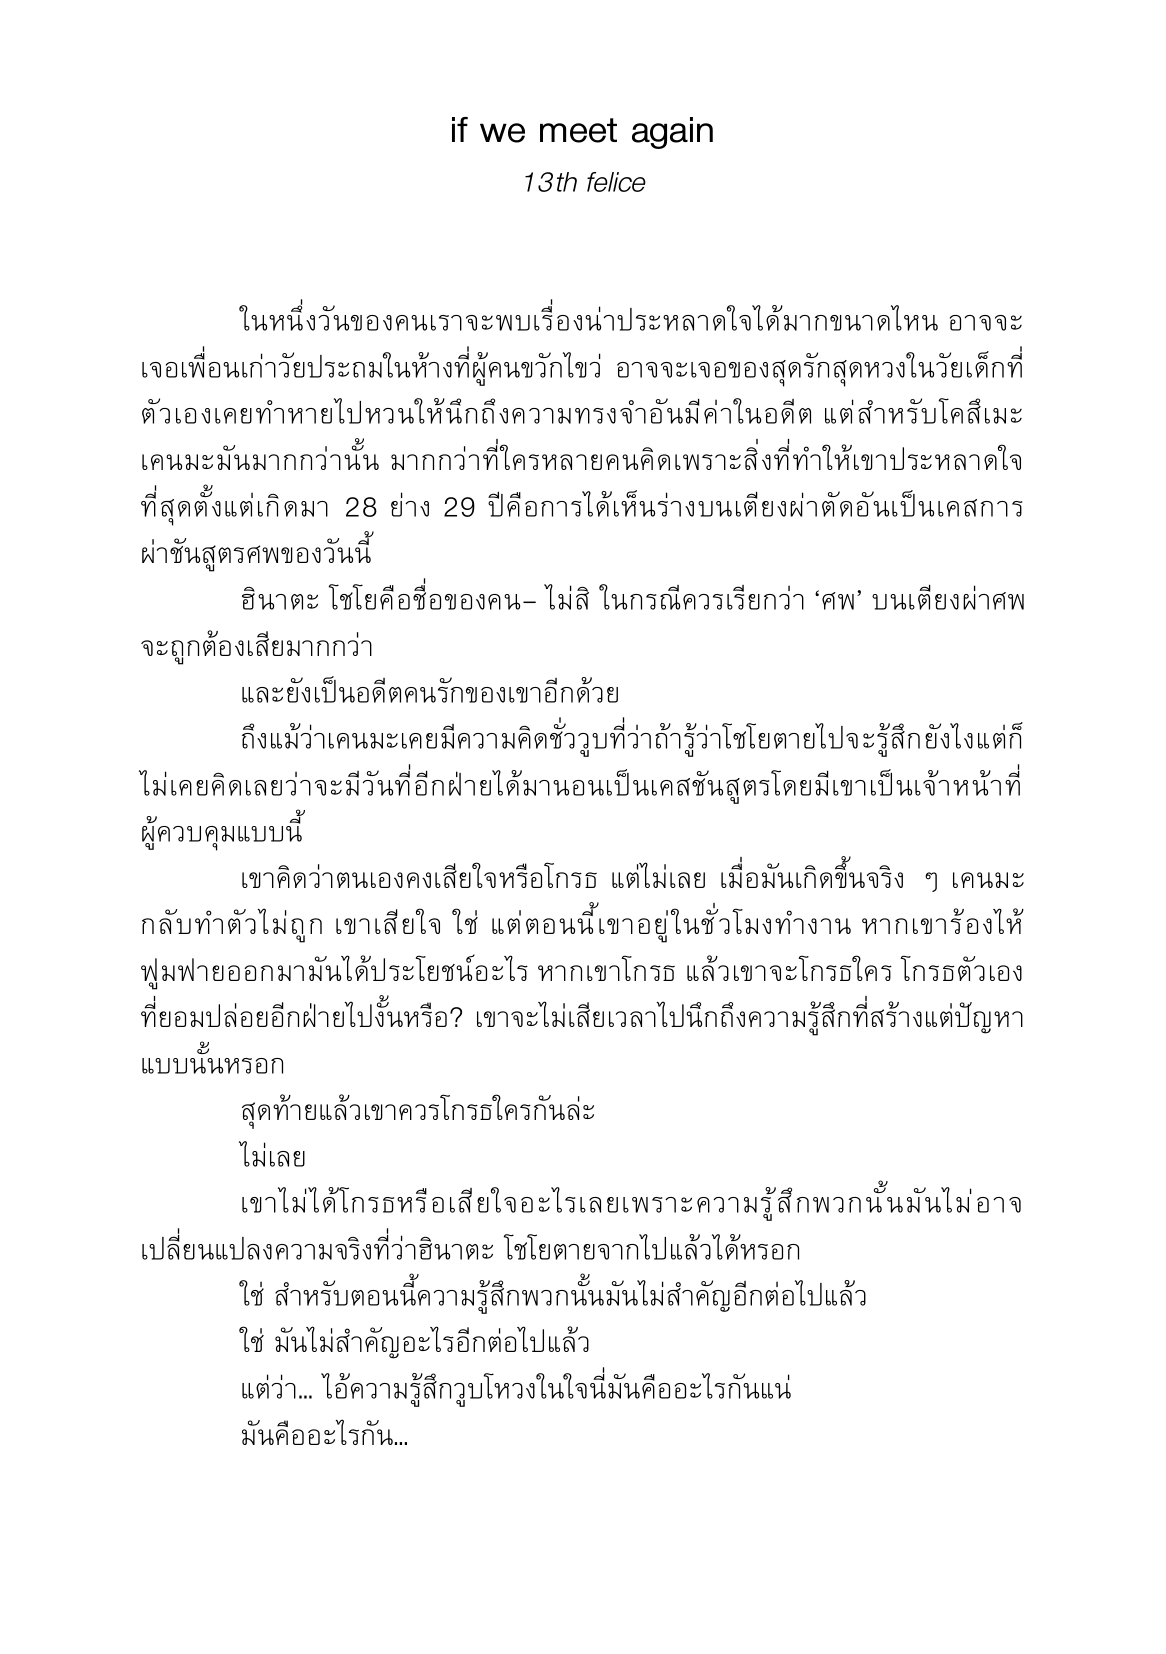 if we meet again
13th felice
ในหนึ่งวันของคนเราจะพบเรื่องน่าประหลาดใจได้มากขนาดไหน อาจจะ
เจอเพื่อนเก่าวัยประถมในห้างที่ผู้คนขวักไขว่ อาจจะเจอของสุดรักสุดหวงในวัยเด็กที่
ตัวเองเคยทำหายไปหวนให้นึกถึงความทรงจำอันมีค่าในอดีต แต่สำหรับโคสึเมะ
เคนมะมันมากกว่านั้น มากกว่าที่ใครหลายคนคิดเพราะสิ่งที่ทำให้เขาประหลาดใจ
ที่สุดตั้งแต่เกิดมา 28 ย่าง 29 ปีคือการได้เห็นร่างบนเตียงผ่าตัดอันเป็นเคสการ
ผ่าชันสูตรศพของวันนี้
ฮินาตะ โชโยคือชื่อของคน– ไม่สิ ในกรณีควรเรียกว่า ‘ศพ’ บนเตียงผ่าศพ
จะถูกต้องเสียมากกว่า
และยังเป็นอดีตคนรักของเขาอีกด้วย
ถึงแม้ว่าเคนมะเคยมีความคิดชั่ววูบที่ว่าถ้ารู้ว่าโชโยตายไปจะรู้สึกยังไงแต่ก็
ไม่เคยคิดเลยว่าจะมีวันที่อีกฝ่ายได้มานอนเป็นเคสชันสูตรโดยมีเขาเป็นเจ้าหน้าที่
ผู้ควบคุมแบบนี้
เขาคิดว่าตนเองคงเสียใจหรือโกรธ แต่ไม่เลย เมื่อมันเกิดขึ้นจริง ๆ เคนมะ
กลับทำตัวไม่ถูก เขาเสียใจ ใช่ แต่ตอนนี้เขาอยู่ในชั่วโมงทำงาน หากเขาร้องไห้
ฟูมฟายออกมามันได้ประโยชน์อะไร หากเขาโกรธ แล้วเขาจะโกรธใคร โกรธตัวเอง
ที่ยอมปล่อยอีกฝ่ายไปงั้นหรือ? เขาจะไม่เสียเวลาไปนึกถึงความรู้สึกที่สร้างแต่ปัญหา
แบบนั้นหรอก
สุดท้ายแล้วเขาควรโกรธใครกันล่ะ
ไม่เลย
เขาไม่ได้โกรธหรือเสียใจอะไรเลยเพราะความรู้สึกพวกนั้นมันไม่อาจ
เปลี่ยนแปลงความจริงที่ว่าฮินาตะ โชโยตายจากไปแล้วได้หรอก
ใช่ สำหรับตอนนี้ความรู้สึกพวกนั้นมันไม่สำคัญอีกต่อไปแล้ว
ใช่ มันไม่สำคัญอะไรอีกต่อไปแล้ว
แต่ว่า... ไอ้ความรู้สึกวูบโหวงในใจนี่มันคืออะไรกันแน่
มันคืออะไรกัน...